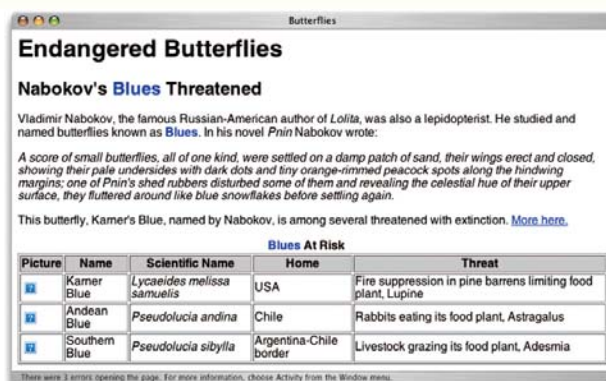 Butterflies
Endangered Butterflies
Nabokov's Blues Threatened
Vladimir Nabokov, the famous Russian-American author of Lolita, was also a lepidopterist. He studied and
named butterflies known as Blues. In his novel Pnin Nabokov wrote:
A score of small butterflies, all of one kind, were settled on a damp patch of sand, their wings erect and closed,
showing their pale undersides with dark dots and tiny orange-rimmed peacock spots along the hindwing
margins; one of Pnin's shed rubbers disturbed some of them and revealing the celestial hue of their upper
surface, they fluttered around like blue snowflakes before settling again.
This butterfly, Karner's Blue, named by Nabokov, is among several threatened with extinction. More here.
Blues At Risk
Picture Name Scientific Name Home Threat
Karner Blue Lycaeides melissa samuelis USA Fire suppression in pine barrens limiting food plant, Lupine
Andean Blue Pseudolucia andina Chile Rabbits eating its food plant, Astragalus
Southern Blue Pseudolucia sibylla Argentina-Chile border Livestock grazing its food plant, Adesmia
There were 3 errors opening the page. For more information, choose Activity from the Window menu.